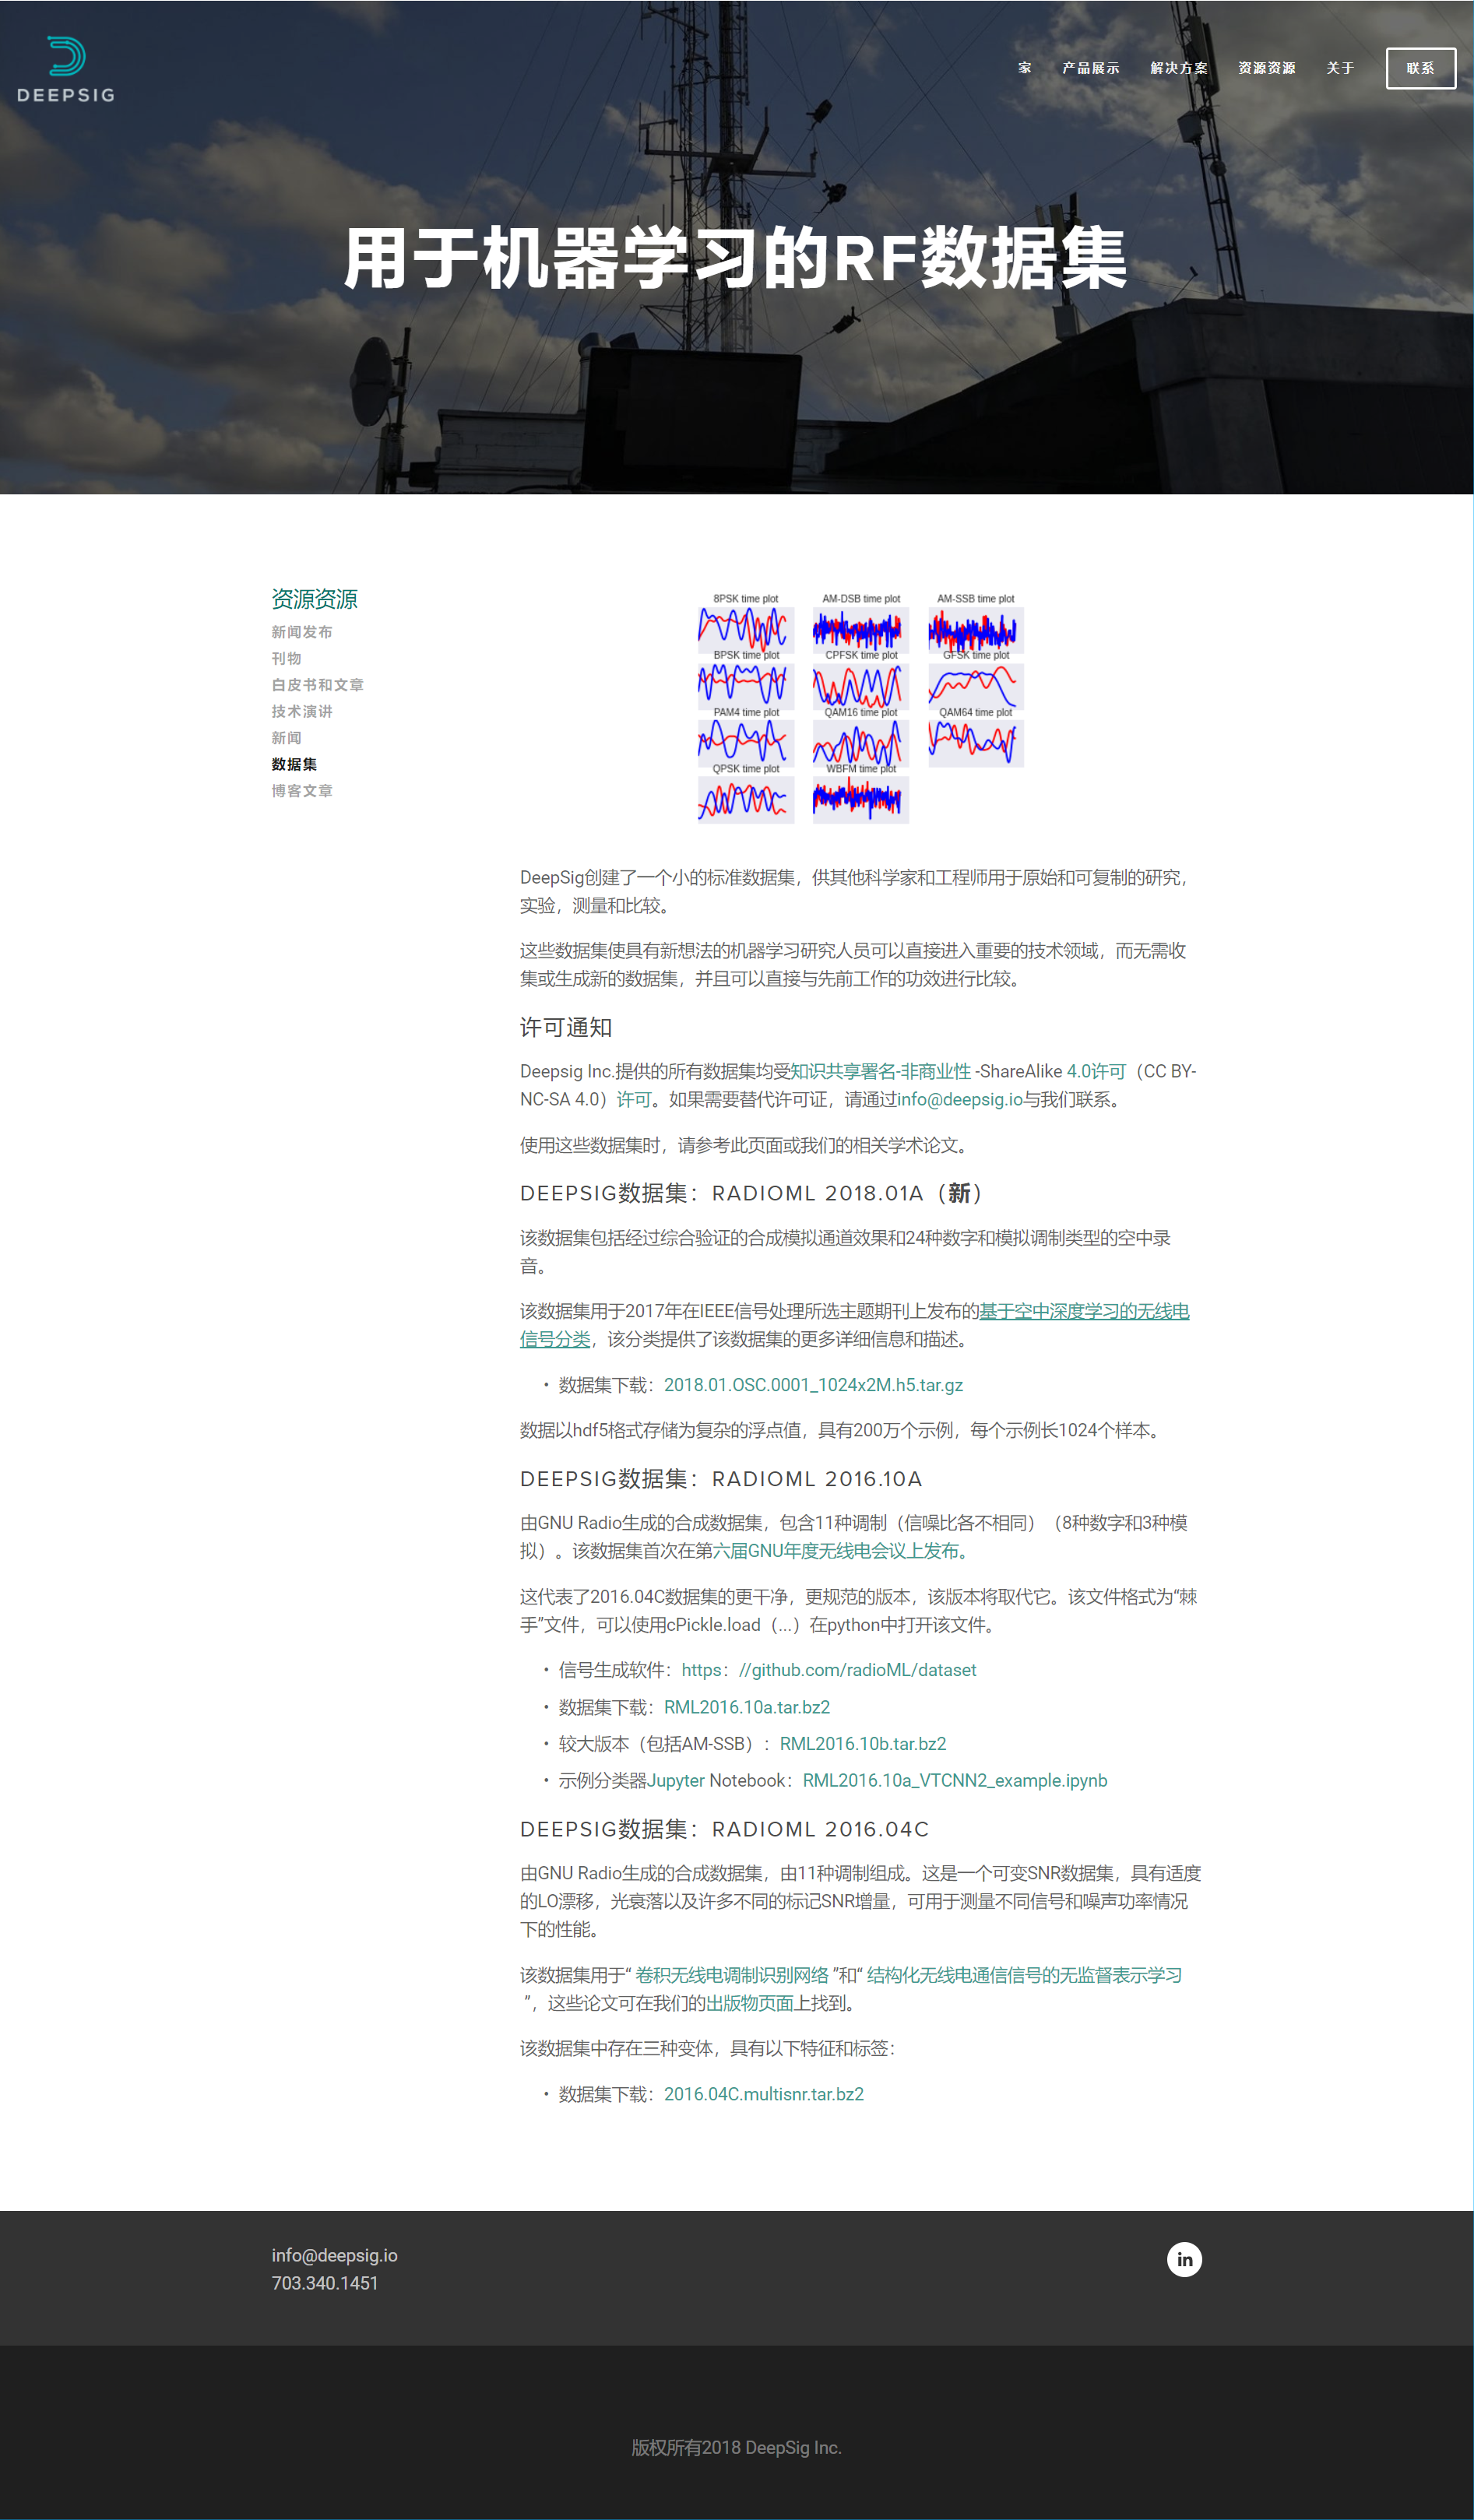 DEEPSIG
家 产品展示 解决方案 资源资源 关于 联系
用于机器学习的RF数据集
资源资源
新闻发布
刊物
白皮书和文章
技术演讲
新闻
数据集
博客文章
8PSK time plot AM-DSB time plot AM-SSB time plot
BPSK time plot CPFSK time plot GFSK time plot
PAM4 time plot QAM16 time plot QAM64 time plot
QPSK time plot WBFM time plot
DeepSig创建了一个小的标准数据集，供其他科学家和工程师用于原始和可复制的研究，
实验，测量和比较。
这些数据集使具有新想法的机器学习研究人员可以直接进入重要的技术领域，而无需收
集或生成新的数据集，并且可以直接与先前工作的功效进行比较。
许可通知
Deepsig Inc.提供的所有数据集均受知识共享署名-非商业性 -ShareAlike 4.0许可（CC BY-
NC-SA 4.0）许可。如果需要替代许可证，请通过info@deepsig.io与我们联系。
使用这些数据集时，请参考此页面或我们的相关学术论文。
DEEPSIG数据集：RADIOML 2018.01A（新）
该数据集包括经过综合验证的合成模拟通道效果和24种数字和模拟调制类型的空中录
音。
该数据集用于2017年在IEEE信号处理所选主题期刊上发布的基于空中深度学习的无线电
信号分类，该分类提供了该数据集的更多详细信息和描述。
• 数据集下载：2018.01.OSC.0001_1024x2M.h5.tar.gz
数据以hdf5格式存储为复杂的浮点值，具有200万个示例，每个示例长1024个样本。
DEEPSIG数据集：RADIOML 2016.10A
由GNU Radio生成的合成数据集，包含11种调制（信噪比各不相同）（8种数字和3种模
拟）。该数据集首次在第六届GNU年度无线电会议上发布。
这代表了2016.04C数据集的更干净，更规范的版本，该版本将取代它。该文件格式为“棘
手”文件，可以使用cPickle.load（...）在python中打开该文件。
• 信号生成软件：https：//github.com/radioML/dataset
• 数据集下载：RML2016.10a.tar.bz2
• 较大版本（包括AM-SSB）：RML2016.10b.tar.bz2
• 示例分类器Jupyter Notebook：RML2016.10a_VTCNN2_example.ipynb
DEEPSIG数据集：RADIOML 2016.04C
由GNU Radio生成的合成数据集，由11种调制组成。这是一个可变SNR数据集，具有适度
的LO漂移，光衰落以及许多不同的标记SNR增量，可用于测量不同信号和噪声功率情况
下的性能。
该数据集用于“ 卷积无线电调制识别网络 ”和“ 结构化无线电通信信号的无监督表示学习
”，这些论文可在我们的出版物页面上找到。
该数据集中存在三种变体，具有以下特征和标签：
• 数据集下载：2016.04C.multisnr.tar.bz2
info@deepsig.io
703.340.1451
in
版权所有2018 DeepSig Inc.